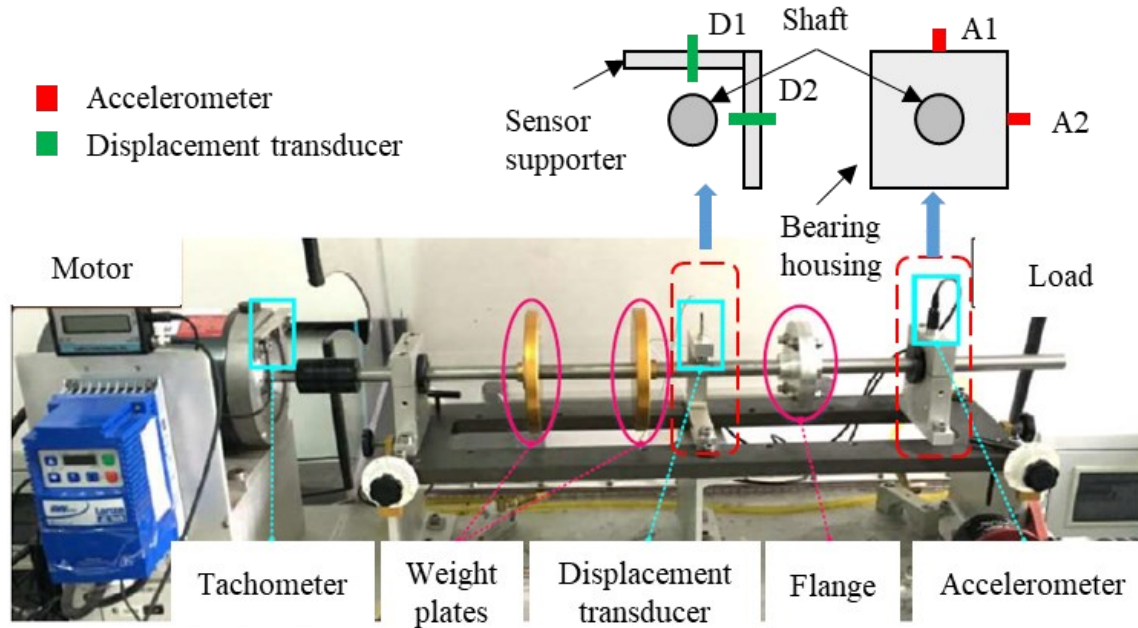 D1
Shaft
A1
Accelerometer
Displacement transducer
Sensor
supporter
D2
A2
Motor
Bearing
housing
Load
Tachometer
Weight
plates
Displacement
transducer
Flange
Accelerometer